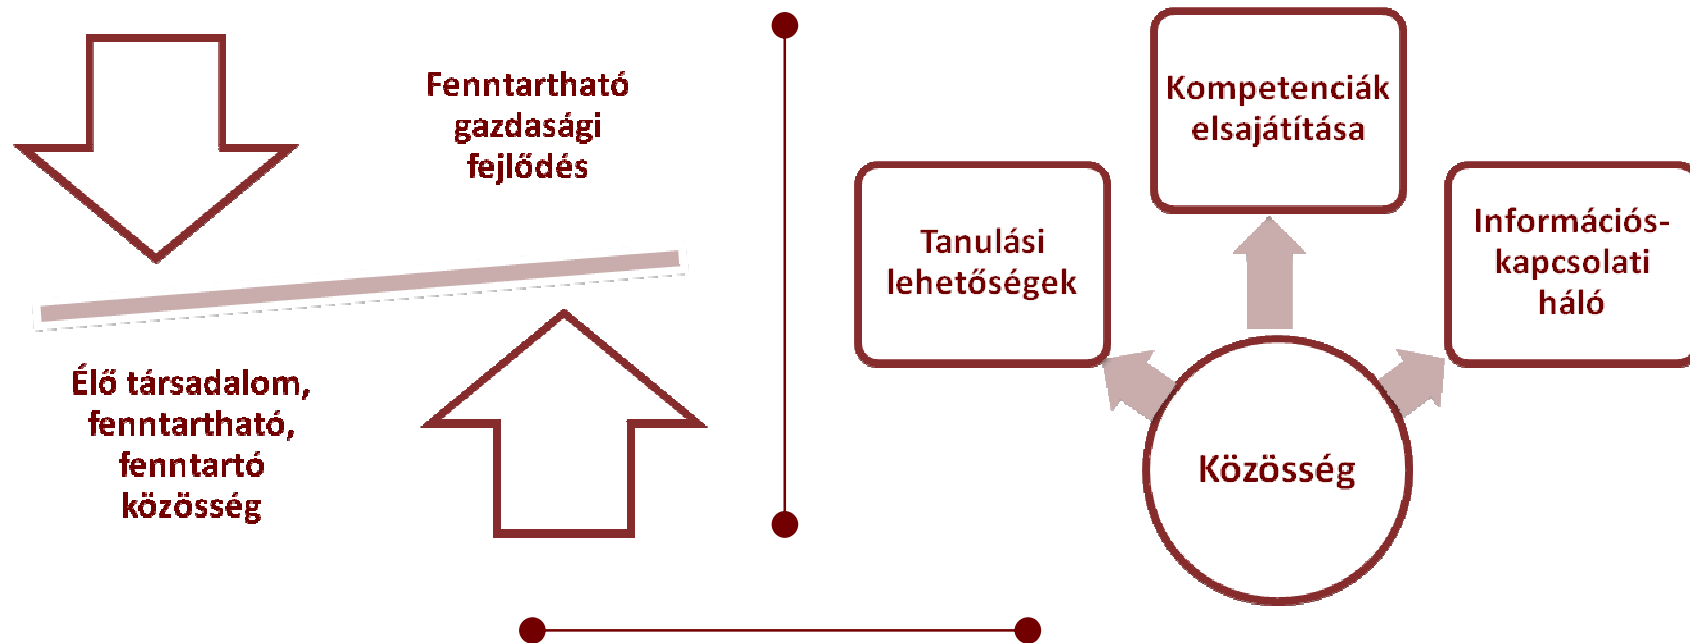 Fenntartható
gazdasági
fejlődés
Élő társadalom,
fenntartható,
fenntartó
közösség
Kompetenciák
elsajátítása
Tanulási
lehetőségek
Információs-
kapcsolati
háló
Közösség